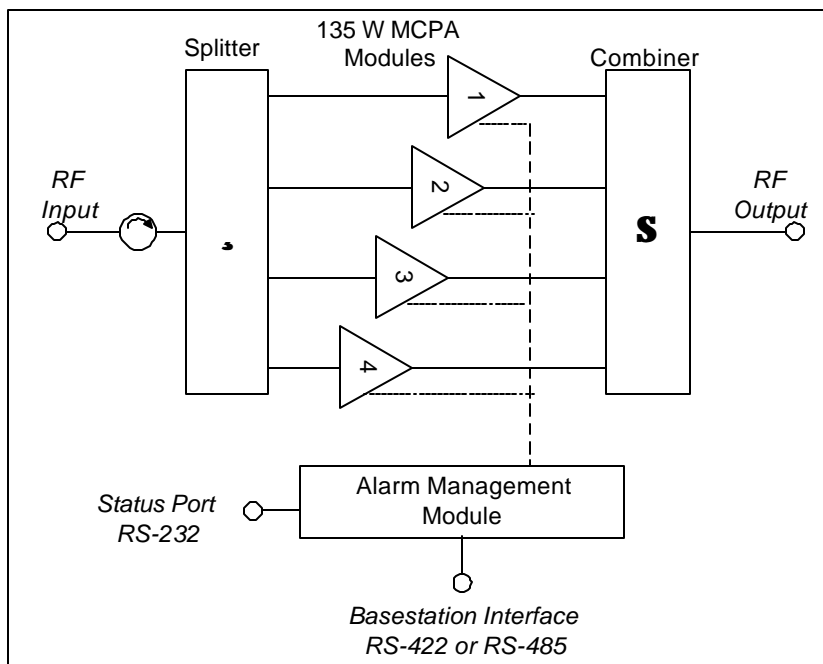 135 W MCPA
Modules
Splitter
Combiner
1
RF
Input
2
RF
Output
S
3
4
Alarm Management
Module
Status Port
RS-232
Basestation Interface
RS-422 or RS-485